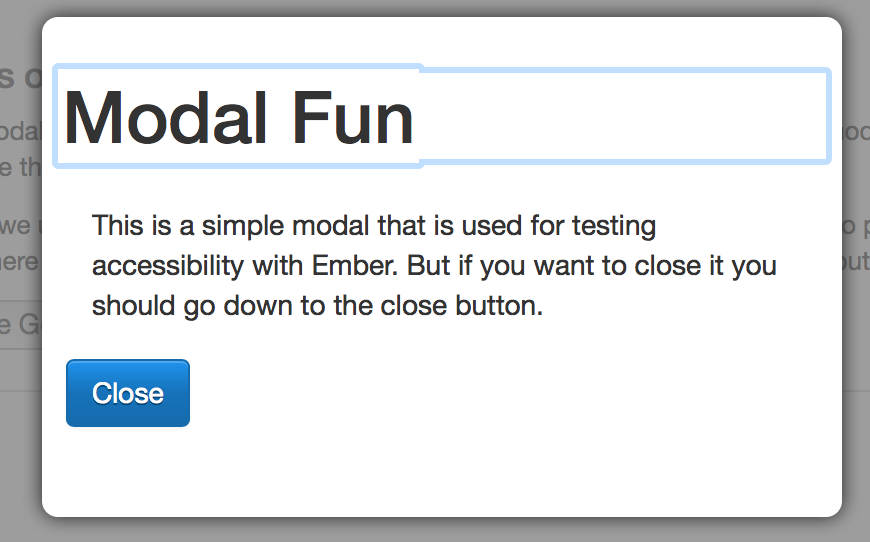 Modal Fun
This is a simple modal that is used for testing
accessibility with Ember. But if you want to close it you
should go down to the close button.
Close